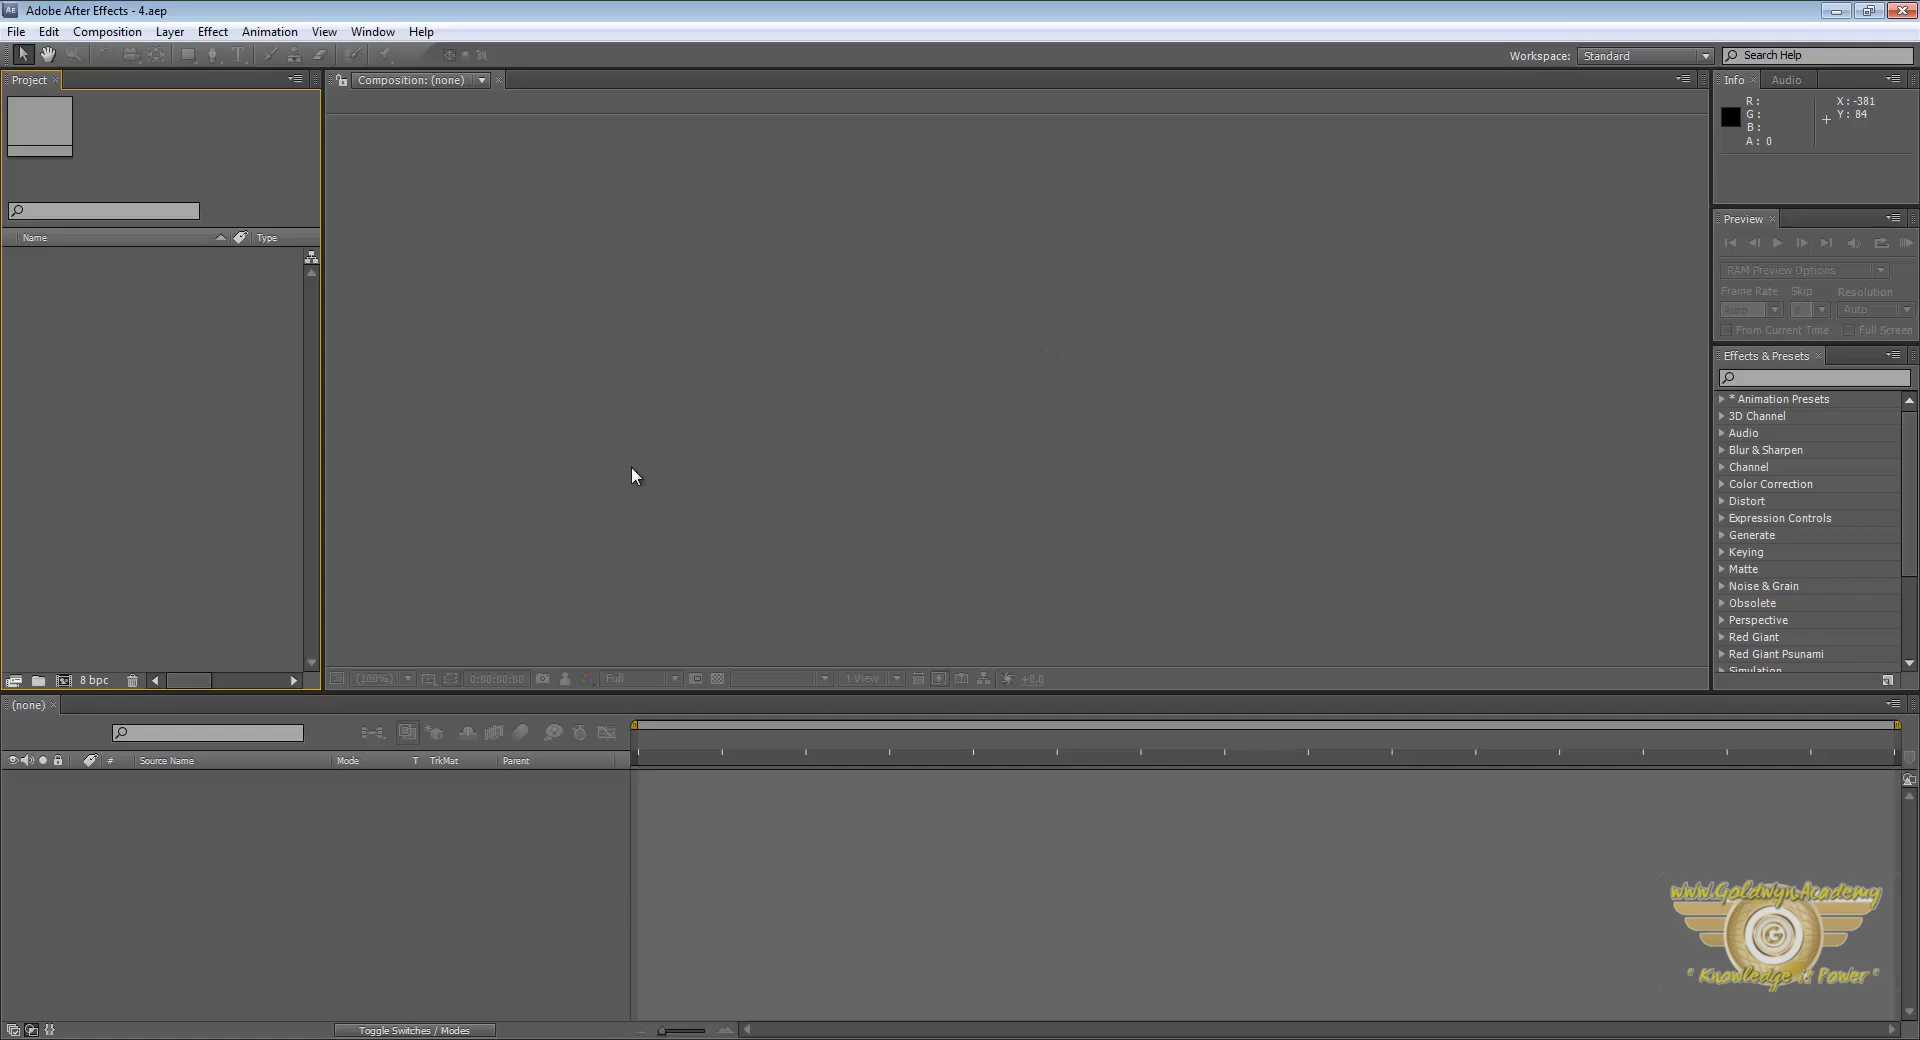 Adobe After Effects - 4.aep
File Edit Composition Layer Effect Animation View Window Help
Workspace: Standard Search Help
Project
Composition: (none)
Info Audio
R :
G :
B :
A : 0
X : -381
Y : 84
Name Type
Preview
RAM Preview Options
Frame Rate Skip Resolution
Auto 0 Auto
From Current Time Full Screen
Effects & Presets
* Animation Presets
3D Channel
Audio
Blur & Sharpen
Channel
Color Correction
Distort
Expression Controls
Generate
Keying
Matte
Noise & Grain
Obsolete
Perspective
Red Giant
Red Giant Psunami
Simulation
8 bpc
(100%) 0:00:00:00 Full 1 View +0.0
(none)
# Source Name Mode T TrkMat Parent
www.GoldwynAcademy
G
" Knowledge is Power "
Toggle Switches / Modes